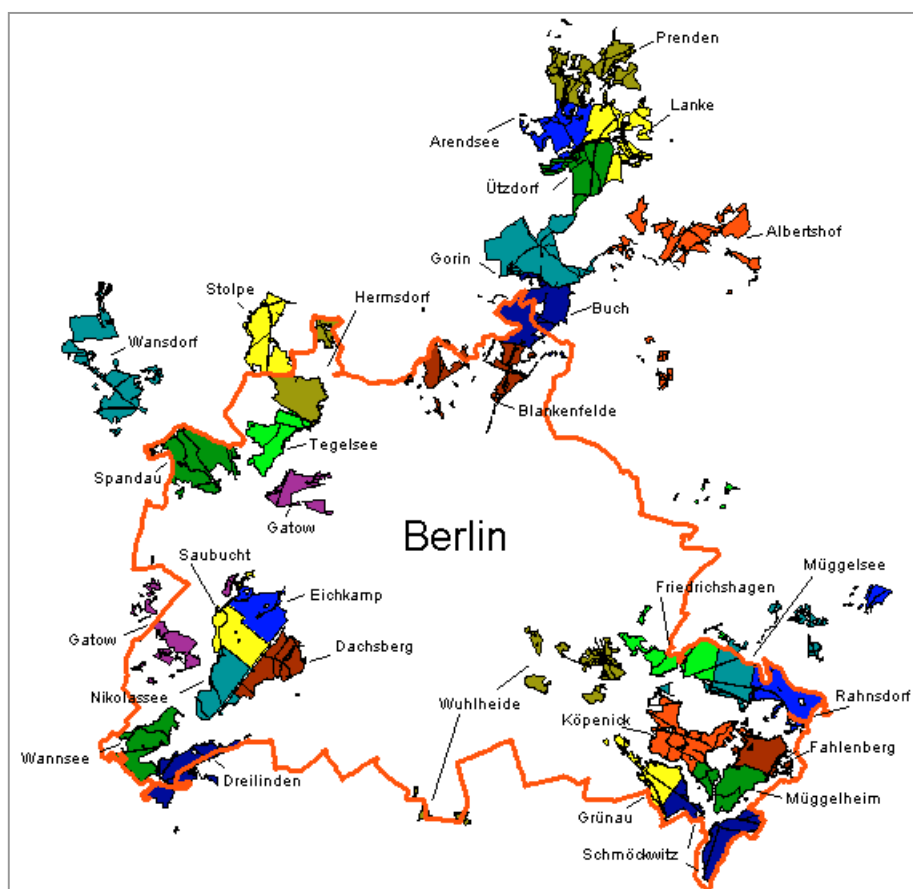 Prenden
Lanke
Arendsee
Ützdorf
Albertshof
Gorin
Stolpe
Hermsdorf
Buch
Wansdorf
Blankenfelde
Tegelsee
Spandau
Gatow
Berlin
Saubucht
Müggelsee
Friedrichshagen
Eichkamp
Gatow
Dachsberg
Nikolassee
Wuhlheide
Rahnsdorf
Köpenick
Wannsee
Fahlenberg
Dreilinden
Müggelheim
Grünau
Schmöckwitz